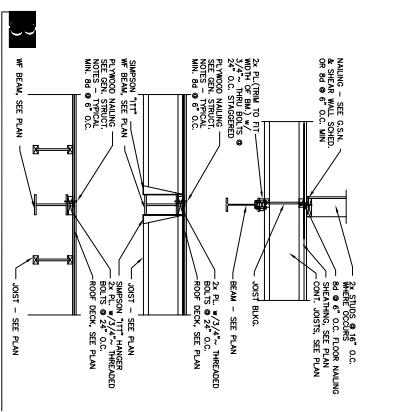 NAILING - SEE G.S.N.
& SHEAR WALL SCHED.
OR 8d @ 6" O.C. MIN
2x PL(TRIM TO FIT
WIDTH OF BM.) w/
3/4"~ THRU BOLTS @
24" O.C. STAGGERED
2x STUDS @ 16" O.C.
WHERE OCCURS
8d @ 6" O.C. FLOOR NAILING
SHEATHING, SEE PLAN
CONT. JOISTS, SEE PLAN
JOIST BLKG.
BEAM - SEE PLAN
PLYWOOD NAILING
SEE GEN. STRUCT.
NOTES - TYPICAL
MIN. 8d @ 6" O.C.
SIMPSON "ITT"
WF BEAM, SEE PLAN
2x PL. w/3/4"~ THREADED
BOLTS @ 24" O.C.
ROOF DECK, SEE PLAN
SIMPSON "ITT" HANGER
JOIST - SEE PLAN
PLYWOOD NAILING
SEE GEN. STRUCT.
NOTES - TYPICAL
MIN. 8d @ 6" O.C.
WF BEAM, SEE PLAN
2x PL. w/3/4"~ THREADED
BOLTS @ 24" O.C.
ROOF DECK, SEE PLAN
JOIST - SEE PLAN